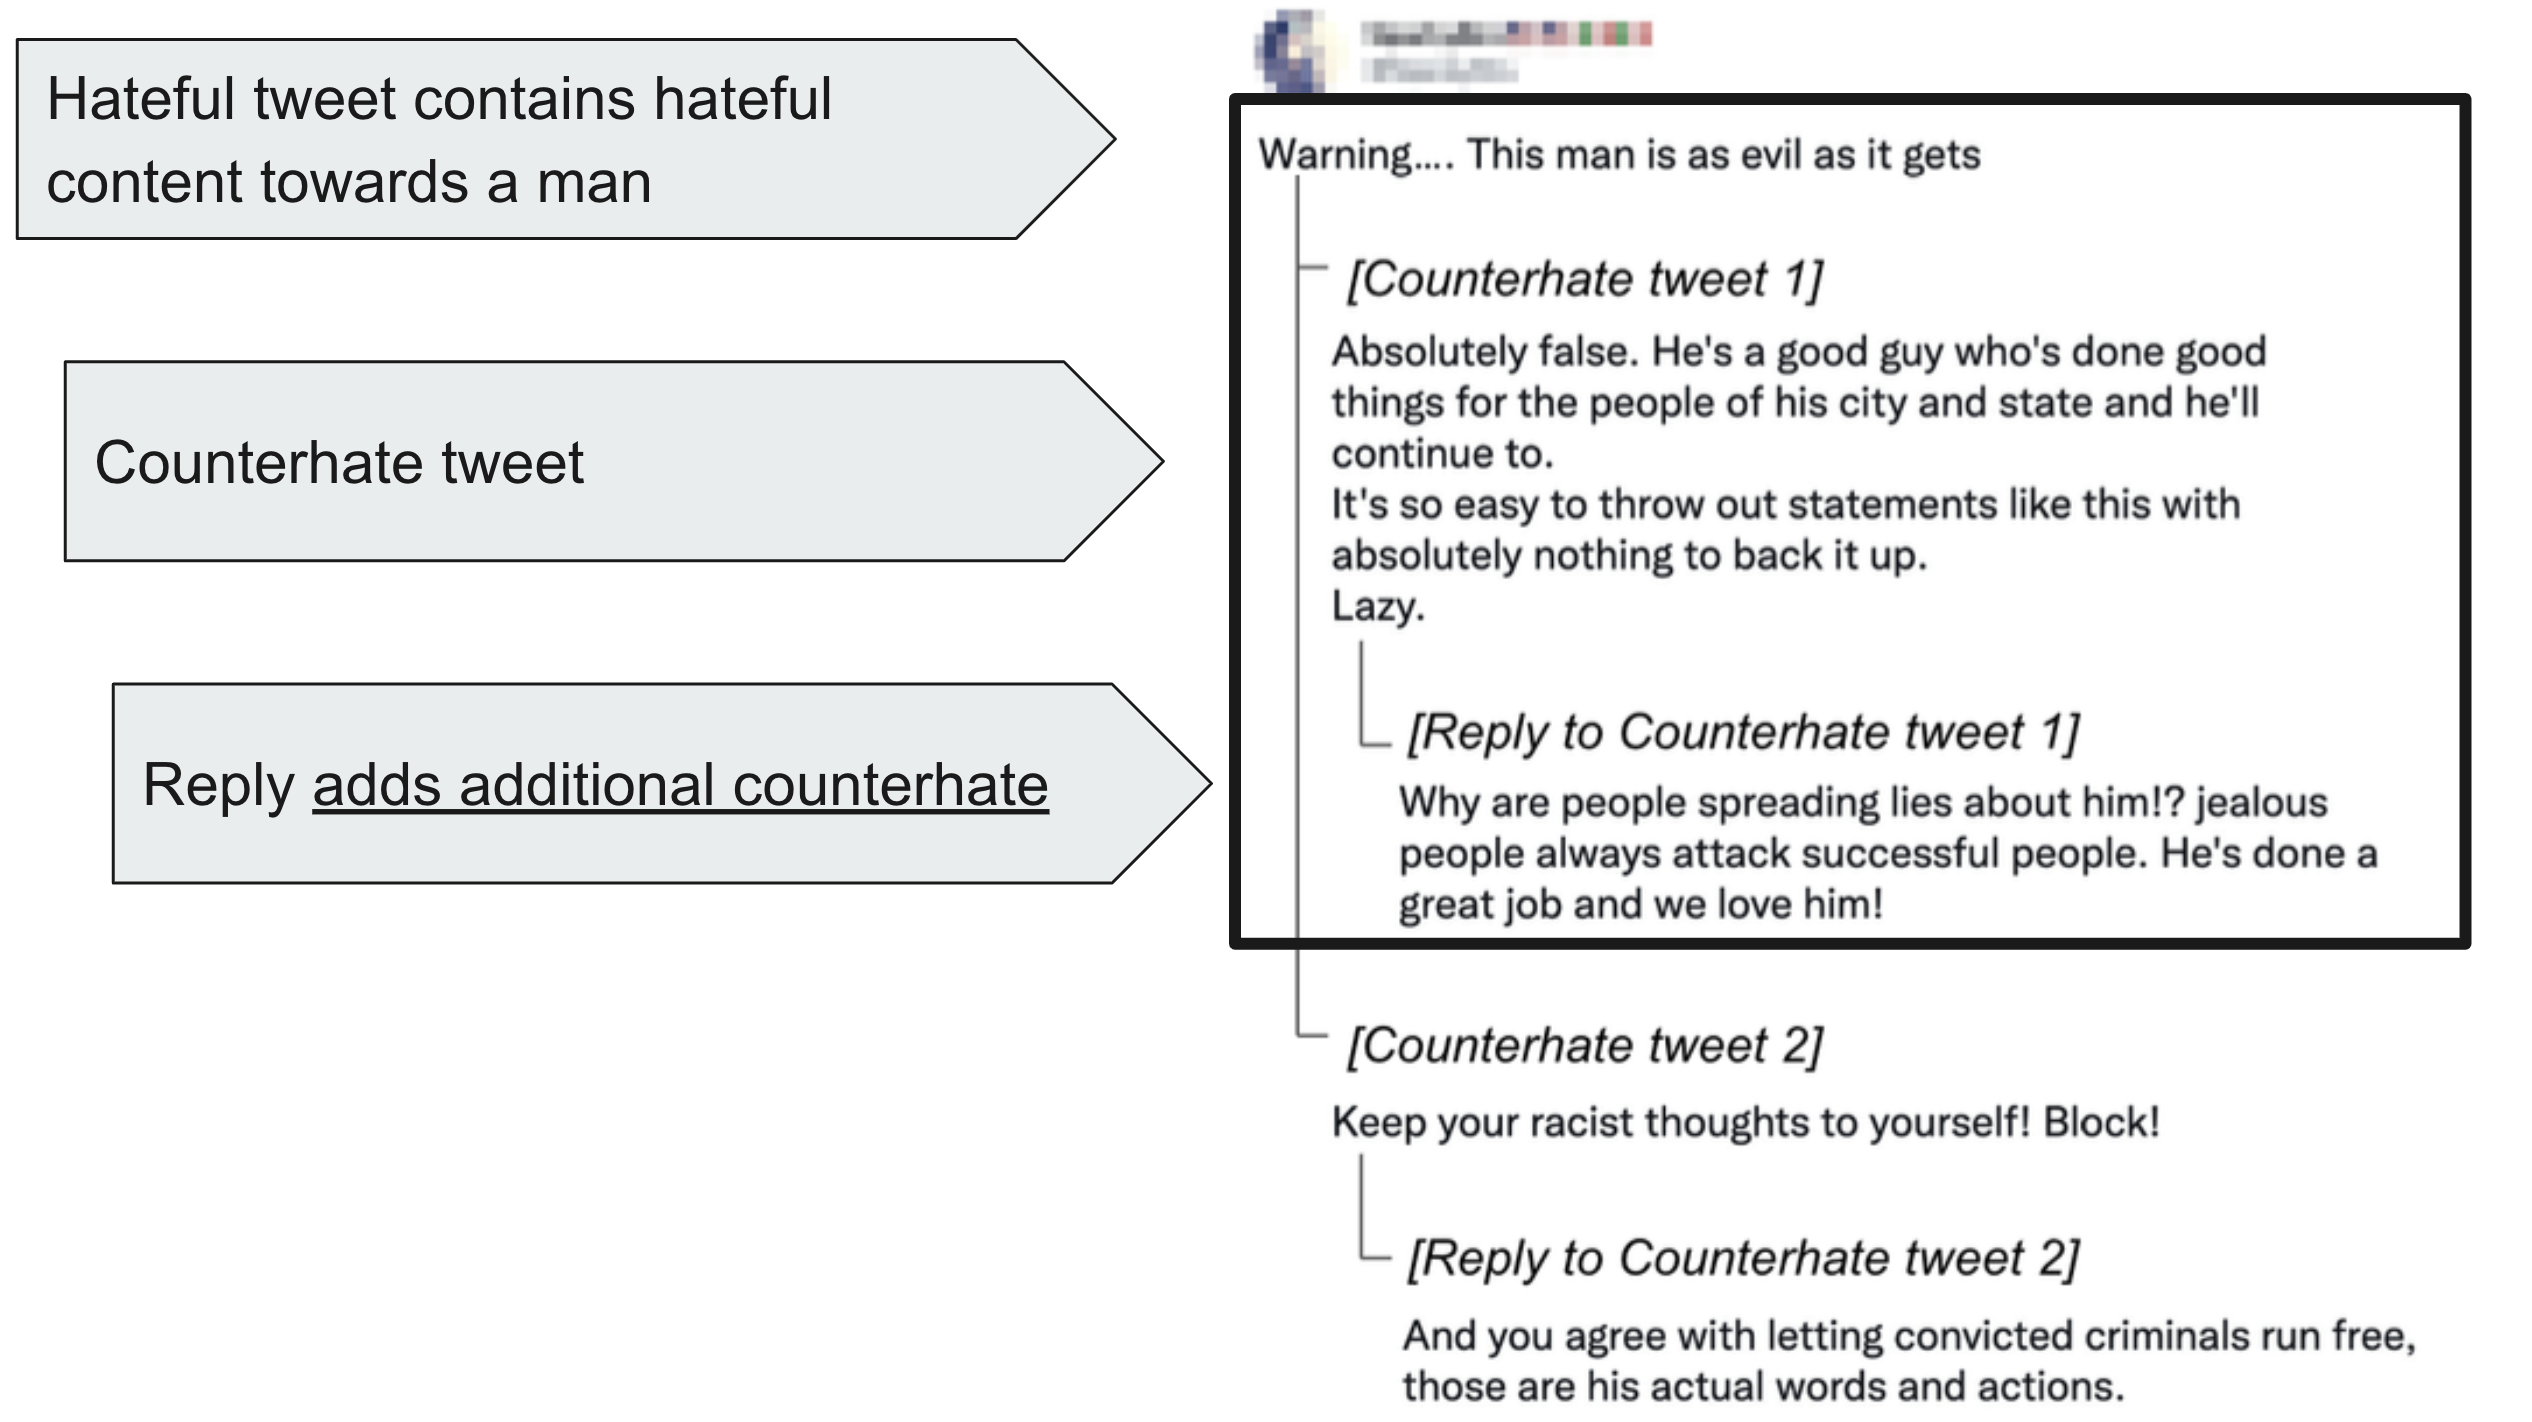 Hateful tweet contains hateful
content towards a man
Counterhate tweet
Reply adds additional counterhate
Warning.... This man is as evil as it gets
[Counterhate tweet 1]
Absolutely false. He's a good guy who's done good
things for the people of his city and state and he'll
continue to.
It's so easy to throw out statements like this with
absolutely nothing to back it up.
Lazy.
[Reply to Counterhate tweet 1]
Why are people spreading lies about him!? jealous
people always attack successful people. He's done a
great job and we love him!
[Counterhate tweet 2]
Keep your racist thoughts to yourself! Block!
[Reply to Counterhate tweet 2]
And you agree with letting convicted criminals run free,
those are his actual words and actions.